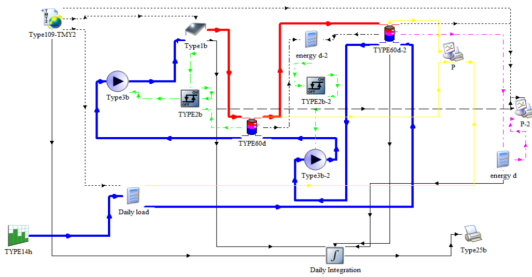 Type109-TMY2
Type1b
energy d-2
TYPE60d-2
P
Type3b
TYPE2b
TYPE2b-2
P-2
TYPE60d
Type3b-2
energy d
Daily load
TYPE14h
Daily Integration
Type25b